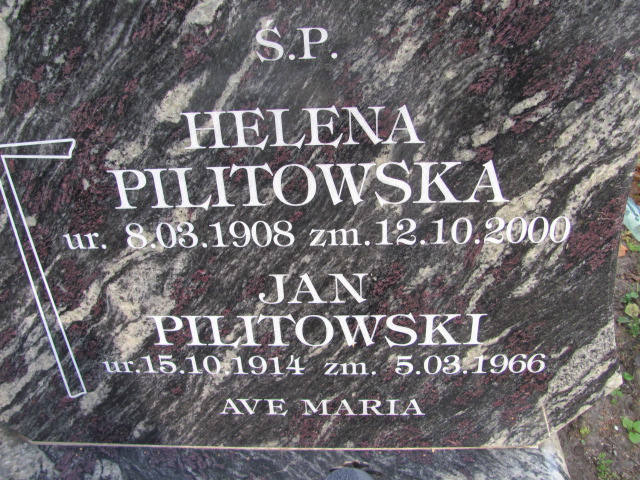 Ś.P.
HELENA
PILITOWSKA
ur. 8.03.1908 zm.12.10.2000
JAN
PILITOWSKI
ur.15.10.1914 zm. 5.03.1966
AVE MARIA